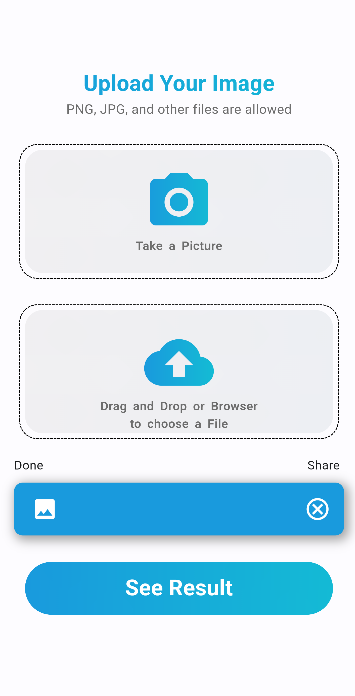 Upload Your Image
PNG, JPG, and other files are allowed
Take a Picture
Drag and Drop or Browser
to choose a File
Done
Share
See Result